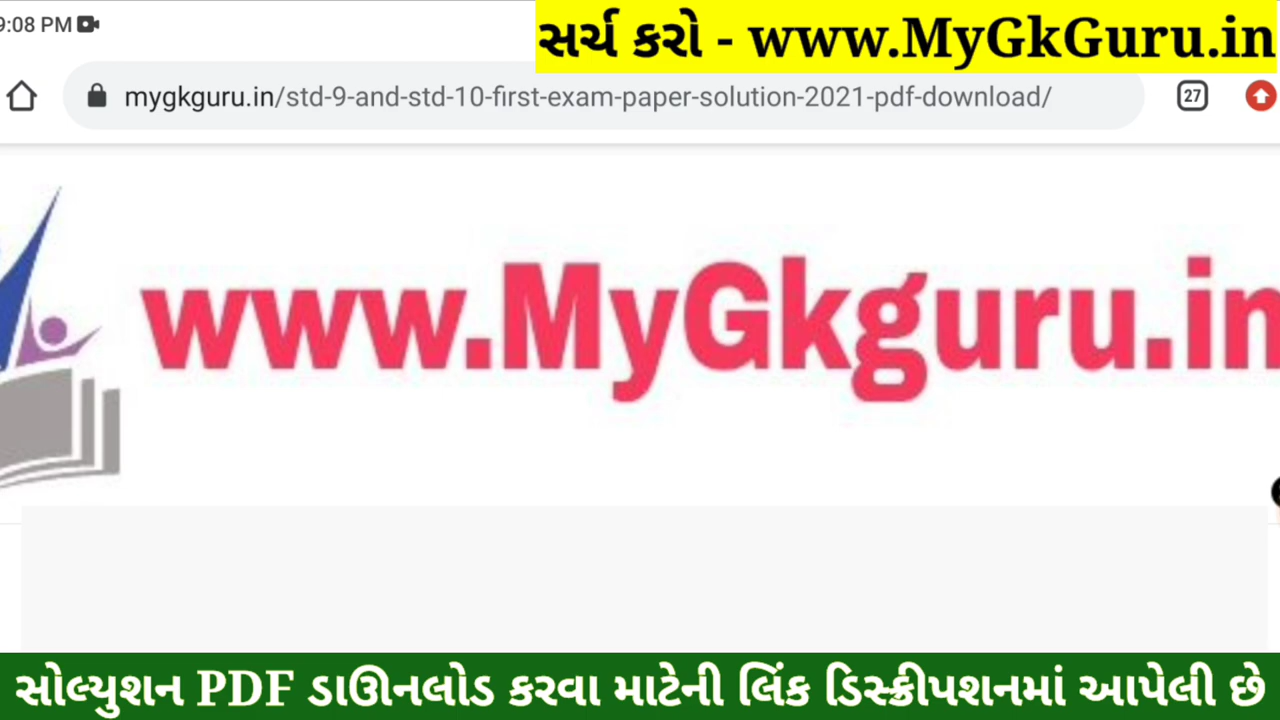 9:08 PM
સર્ચ કરો - www.MyGkGuru.in
mygkguru.in/std-9-and-std-10-first-exam-paper-solution-2021-pdf-download/
27
www.MyGkguru.in
સોલ્યુશન PDF ડાઊનલોડ કરવા માટેની લિંક ડિસ્ક્રીપશનમાં આપેલી છે